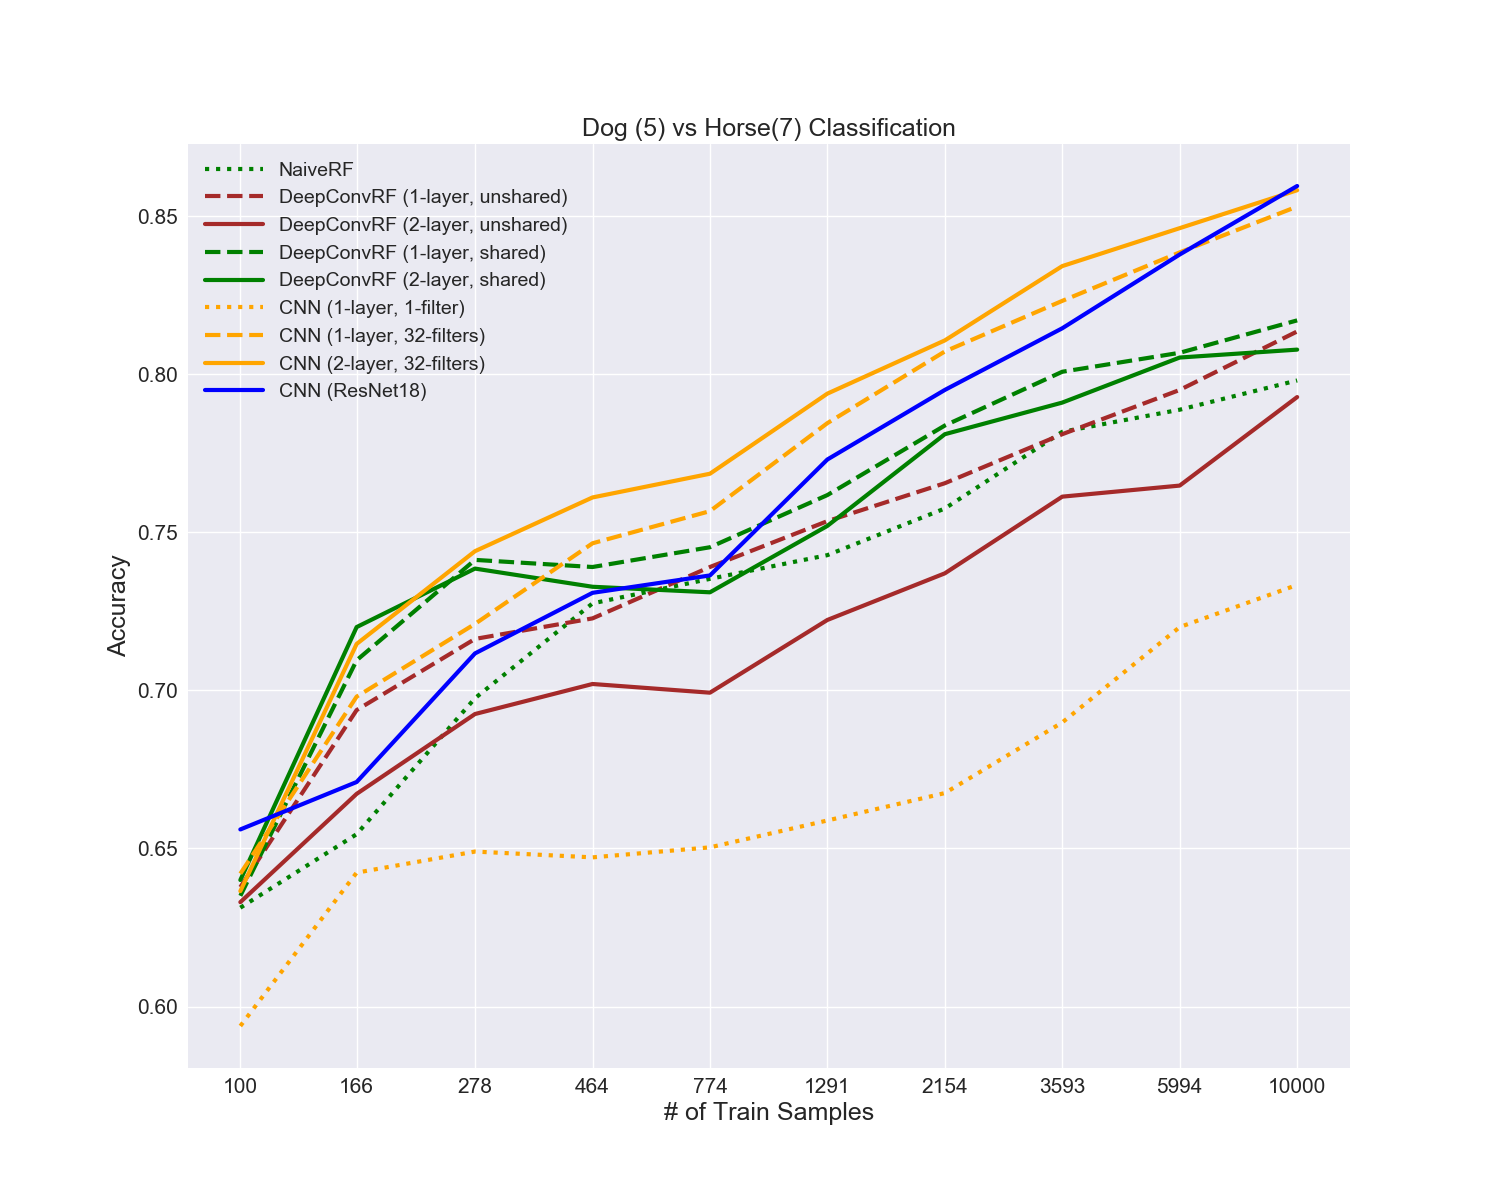 Dog (5) vs Horse(7) Classification
NaiveRF
DeepConvRF (1-layer, unshared)
DeepConvRF (2-layer, unshared)
DeepConvRF (1-layer, shared)
DeepConvRF (2-layer, shared)
CNN (1-layer, 1-filter)
CNN (1-layer, 32-filters)
CNN (2-layer, 32-filters)
CNN (ResNet18)
Accuracy
0.85
0.80
0.75
0.70
0.65
0.60
100 166 278 464 774 1291 2154 3593 5994 10000
# of Train Samples